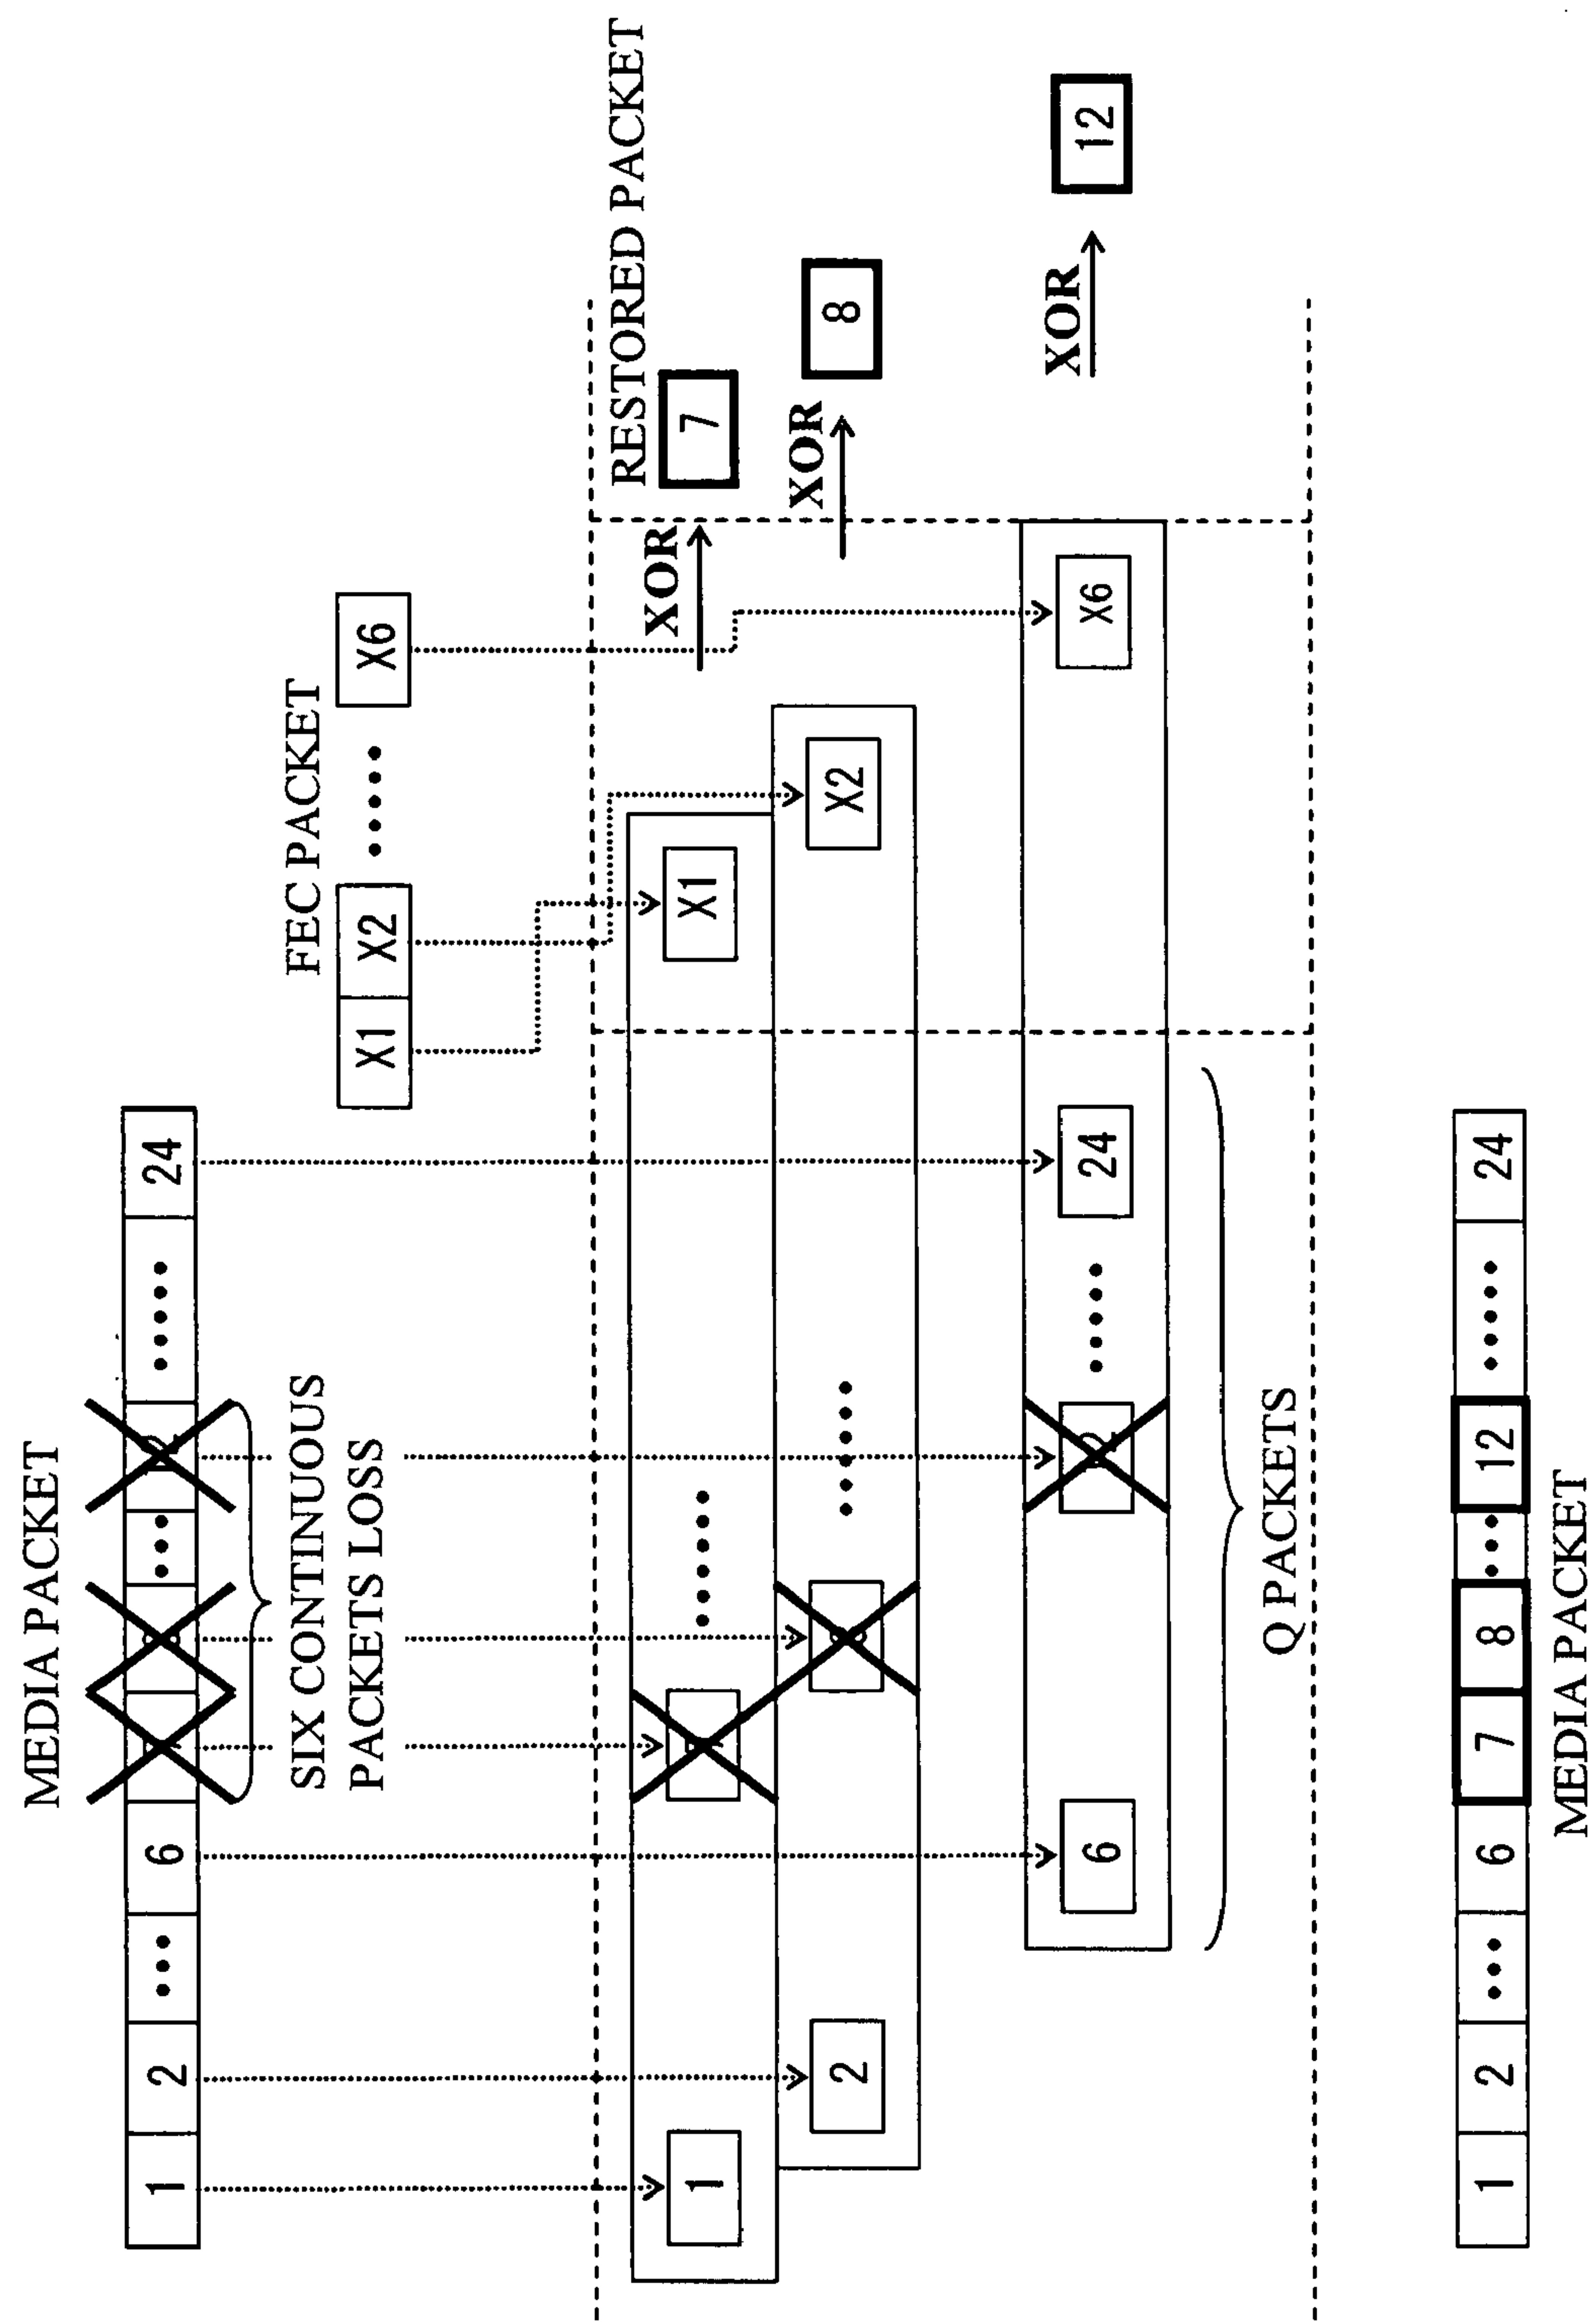 MEDIA PACKET
1 2 ••• 6 ••• ••••• 24
SIX CONTINUOUS
PACKETS LOSS
FEC PACKET
X1 X2 ••••• X6
RESTORED PACKET
1 •••••• X1 XOR 7
2 •••••• X2 XOR 8
6 ••••• 24 X6 XOR 12
Q PACKETS
1 2 ••• 6 7 8 ••• 12 ••••• 24
MEDIA PACKET